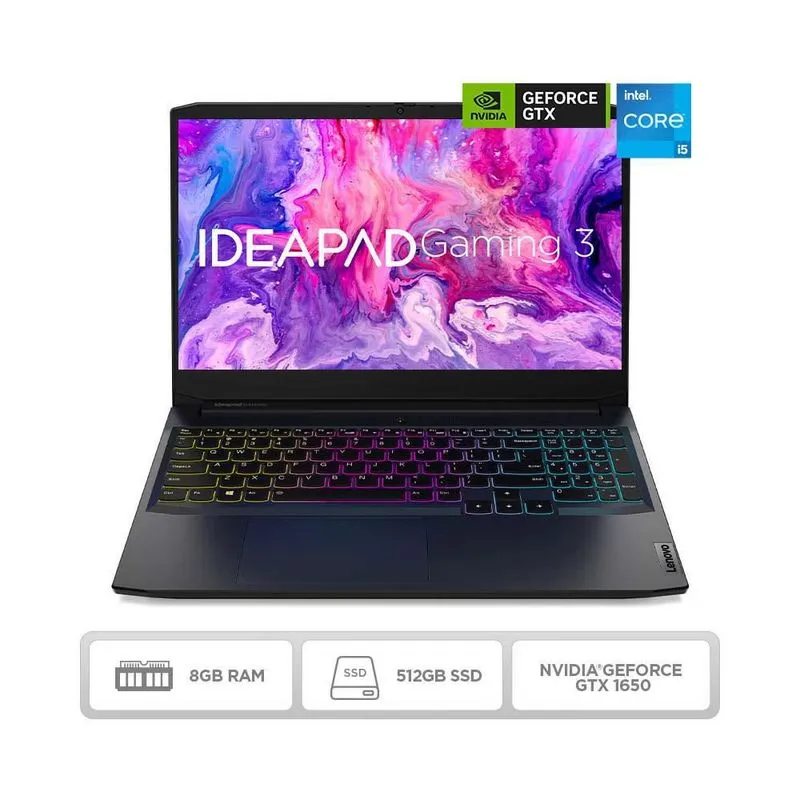 NVIDIA
GEFORCE
GTX
intel.
CORE
i5
IDEAPAD Gaming 3
Lenovo
SSD
8GB RAM
512GB SSD
NVIDIA® GEFORCE
GTX 1650